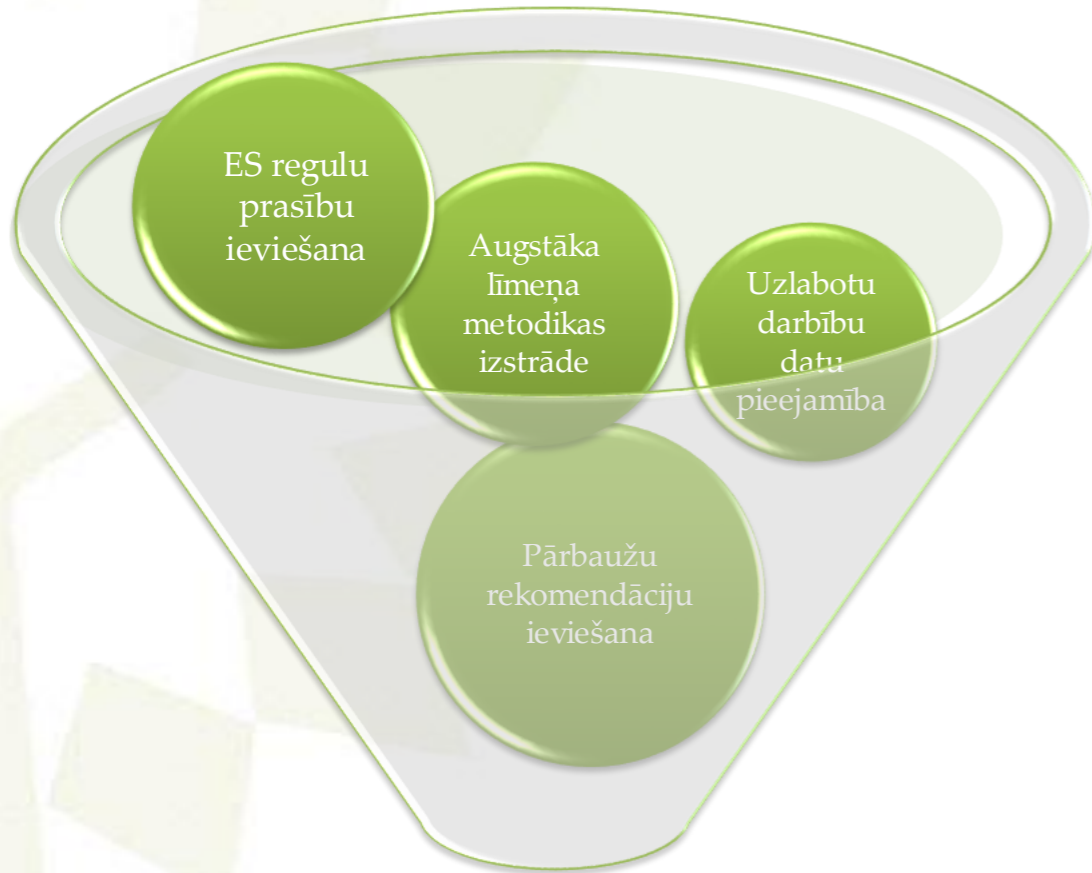 ES regulu
prasību
ieviešana
Augstāka
līmeņa
metodikas
izstrāde
Uzlabotu
darbību
datu
pieejamība
Pārbaužu
rekomendāciju
ieviešana